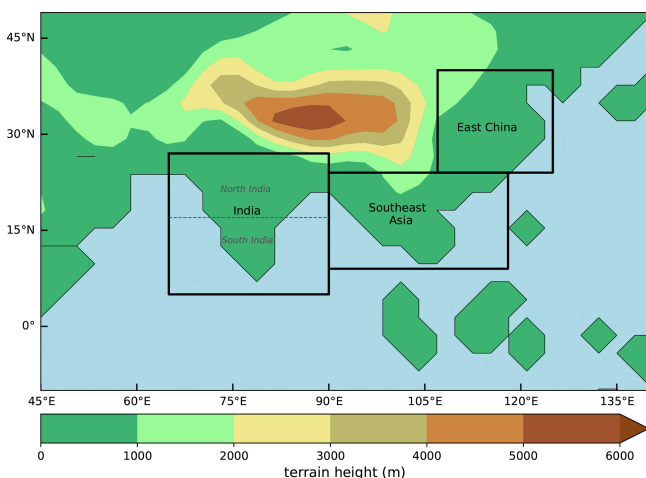 45°N
30°N
15°N
0°
East China
North India
India
Southeast
Asia
South India
45°E
60°E
75°E
90°E
105°E
120°E
135°E
0
1000
2000
3000
4000
5000
6000
terrain height (m)